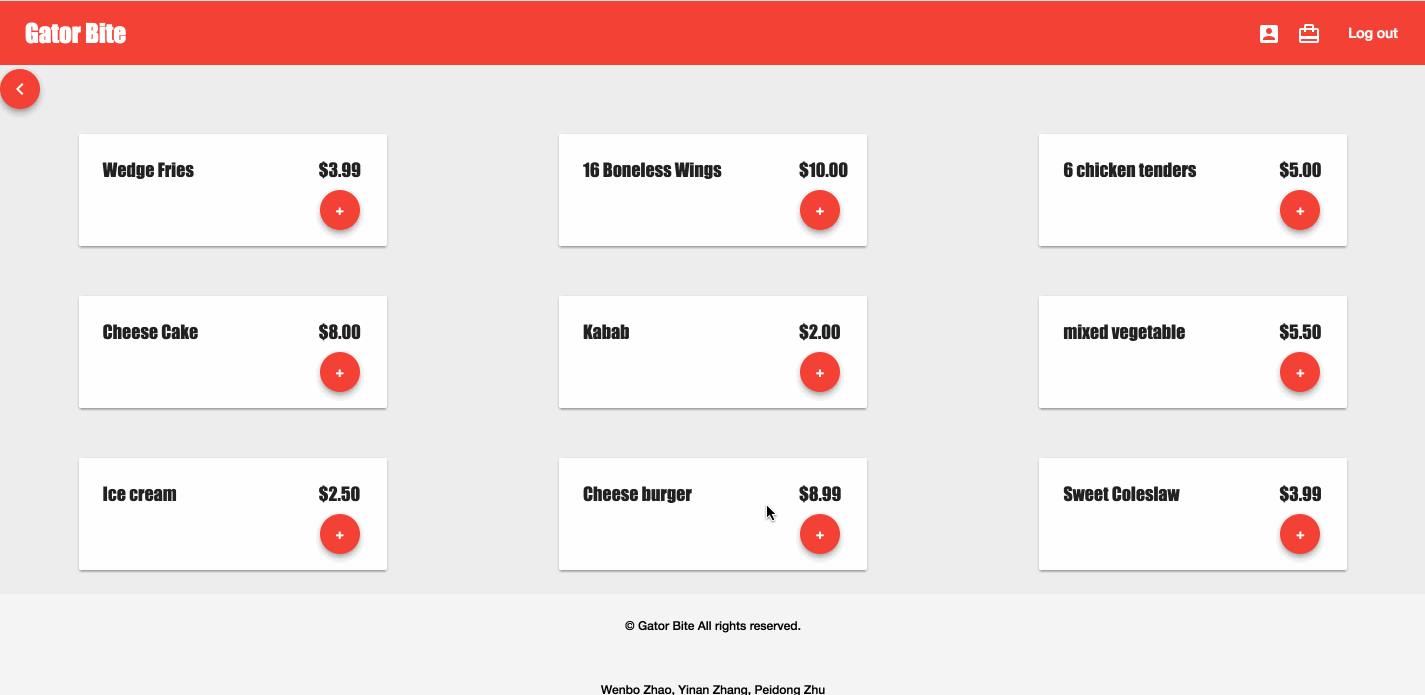 Gator Bite Log out
Wedge Fries $3.99 16 Boneless Wings $10.00 6 chicken tenders $5.00
+ + +
Cheese Cake $8.00 Kabab $2.00 mixed vegetable $5.50
+ + +
Ice cream $2.50 Cheese burger $8.99 Sweet Coleslaw $3.99
+ + +
© Gator Bite All rights reserved.
Wenbo Zhao, Yinan Zhang, Peidong Zhu